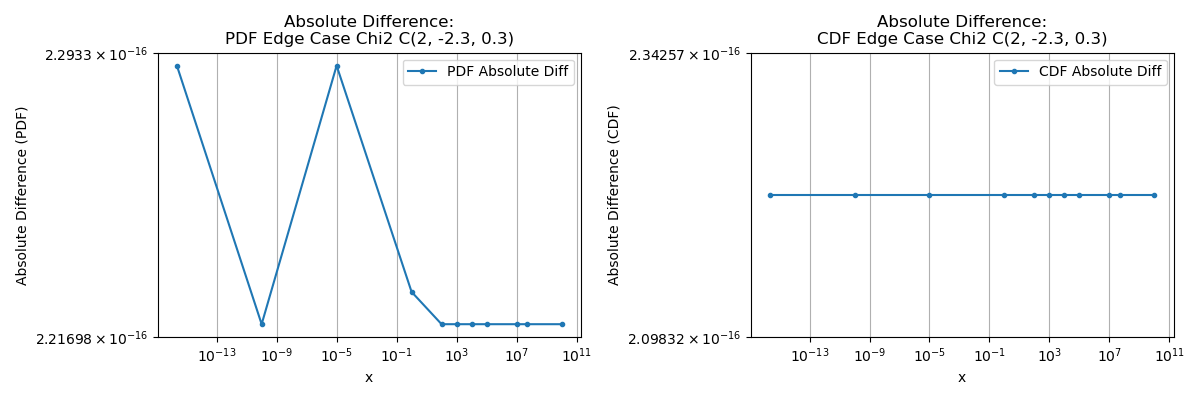 Absolute Difference:
PDF Edge Case Chi2 C(2, -2.3, 0.3)
2.2933 × 10⁻¹⁶
2.21698 × 10⁻¹⁶
Absolute Difference (PDF)
PDF Absolute Diff
10⁻¹³ 10⁻⁹ 10⁻⁵ 10⁻¹ 10³ 10⁷ 10¹¹
x
Absolute Difference:
CDF Edge Case Chi2 C(2, -2.3, 0.3)
2.34257 × 10⁻¹⁶
2.09832 × 10⁻¹⁶
Absolute Difference (CDF)
CDF Absolute Diff
10⁻¹³ 10⁻⁹ 10⁻⁵ 10⁻¹ 10³ 10⁷ 10¹¹
x